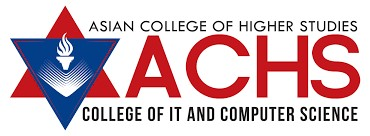 ASIAN COLLEGE OF HIGHER STUDIES
ACHS
COLLEGE OF IT AND COMPUTER SCIENCE